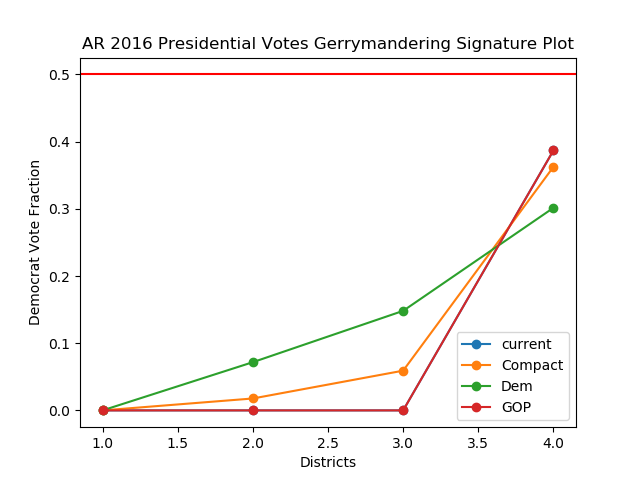 AR 2016 Presidential Votes Gerrymandering Signature Plot
0.5
0.4
0.3
0.2
0.1
0.0
Democrat Vote Fraction
current
Compact
Dem
GOP
1.0 1.5 2.0 2.5 3.0 3.5 4.0
Districts